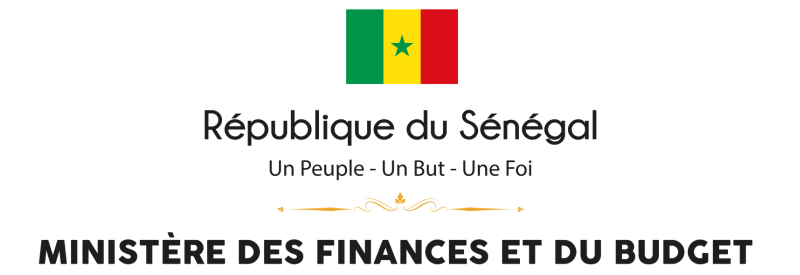 République du Sénégal
Un Peuple - Un But - Une Foi
MINISTÈRE DES FINANCES ET DU BUDGET